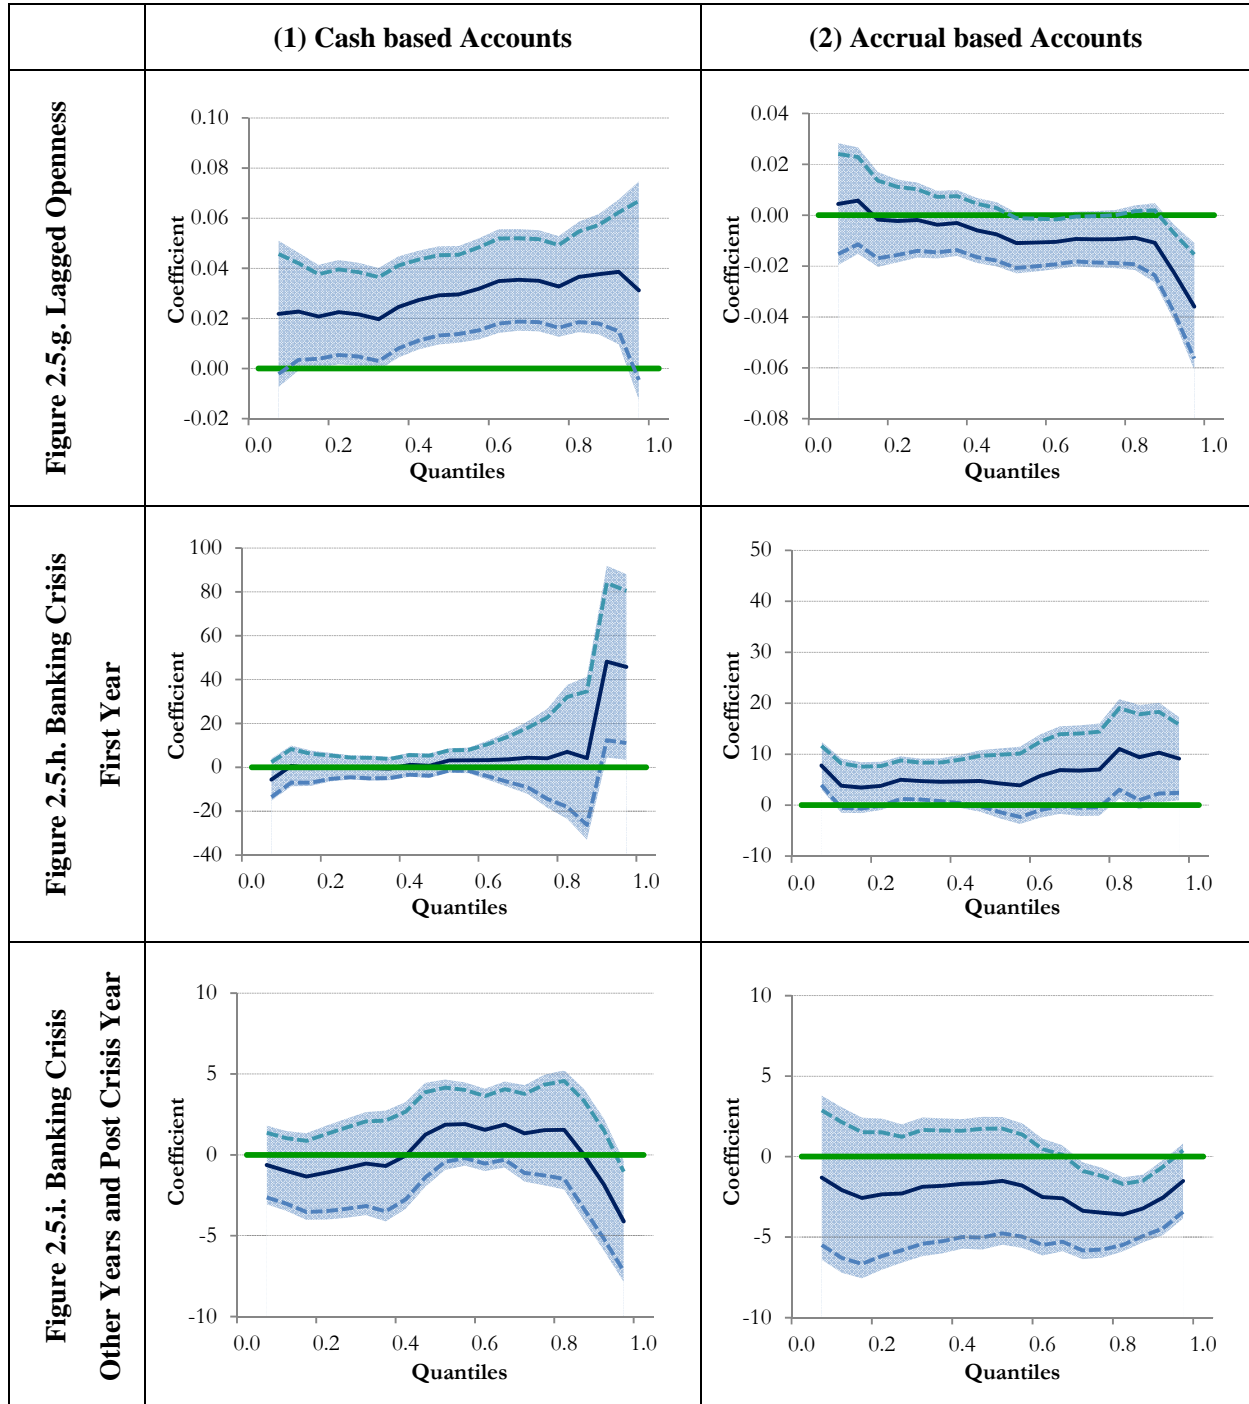 (1) Cash based Accounts
(2) Accrual based Accounts
Figure 2.5.g. Lagged Openness
Coefficient
0.10
0.08
0.06
0.04
0.02
0.00
-0.02
0.0 0.2 0.4 0.6 0.8 1.0
Quantiles
Coefficient
0.04
0.02
0.00
-0.02
-0.04
-0.06
-0.08
0.0 0.2 0.4 0.6 0.8 1.0
Quantiles
Figure 2.5.h. Banking Crisis
First Year
Coefficient
100
80
60
40
20
0
-20
-40
0.0 0.2 0.4 0.6 0.8 1.0
Quantiles
Coefficient
50
40
30
20
10
0
-10
0.0 0.2 0.4 0.6 0.8 1.0
Quantiles
Figure 2.5.i. Banking Crisis
Other Years and Post Crisis Year
Coefficient
10
5
0
-5
-10
0.0 0.2 0.4 0.6 0.8 1.0
Quantiles
Coefficient
10
5
0
-5
-10
0.0 0.2 0.4 0.6 0.8 1.0
Quantiles